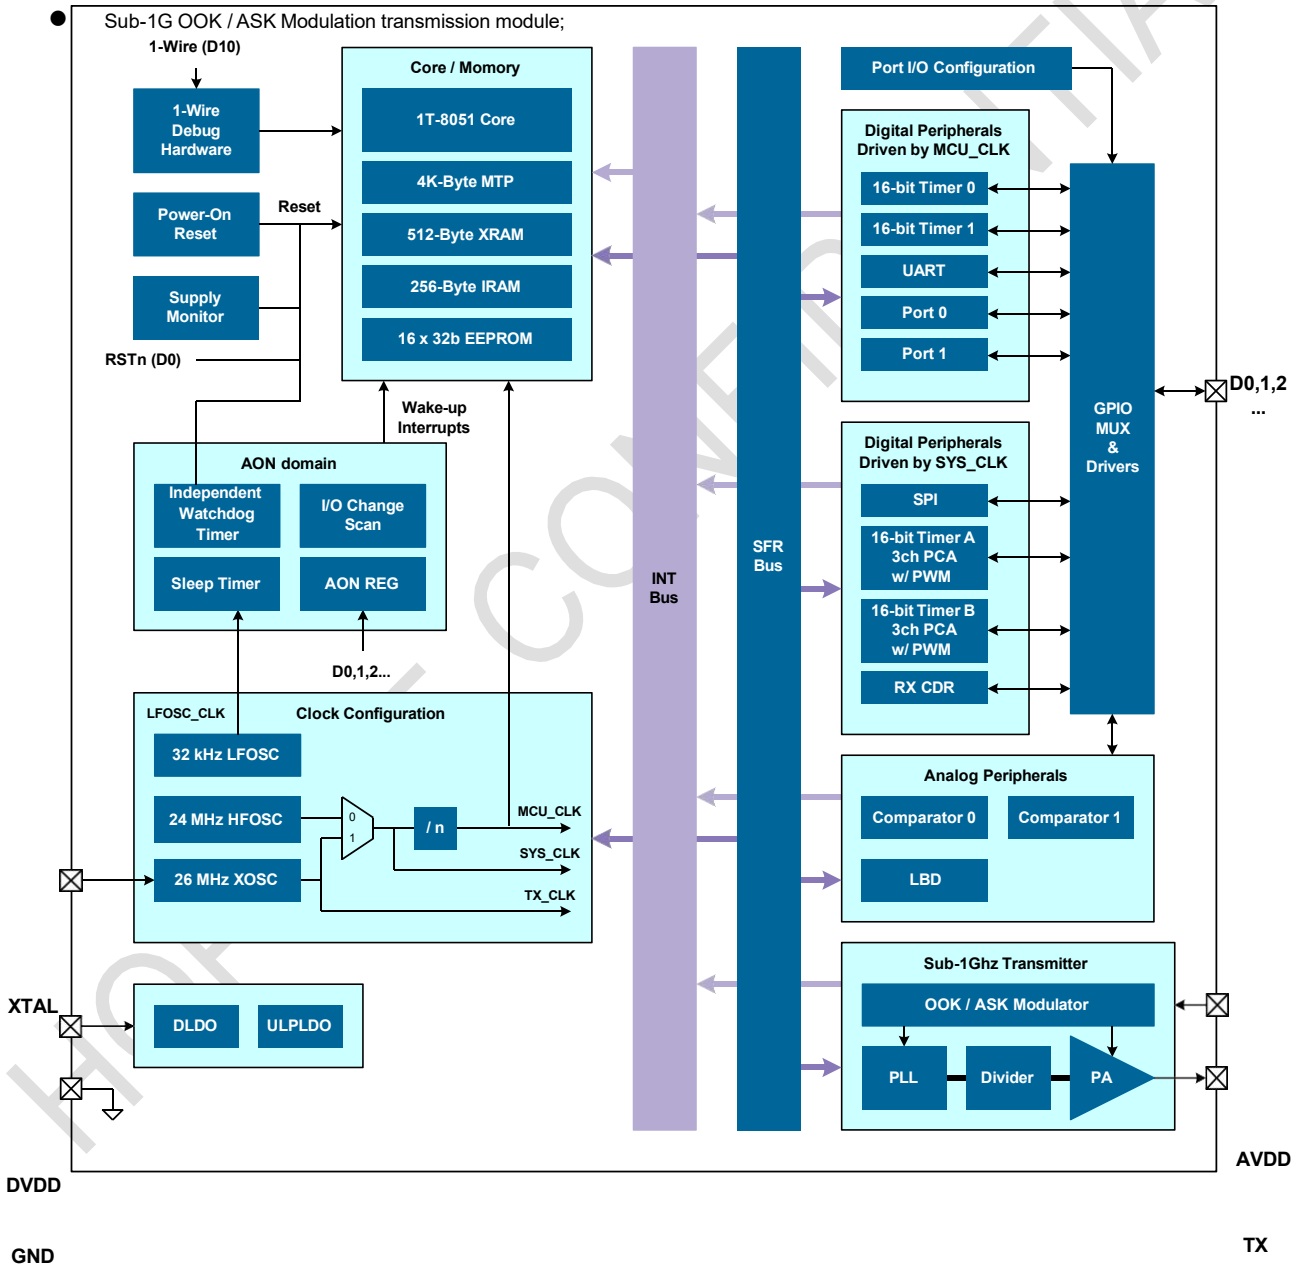 ● Sub-1G OOK / ASK Modulation transmission module;
1-Wire (D10)
1-Wire
Debug
Hardware
Power-On
Reset
Reset
Supply
Monitor
RSTn (D0)
Core / Momory
1T-8051 Core
4K-Byte MTP
512-Byte XRAM
256-Byte IRAM
16 x 32b EEPROM
Wake-up
Interrupts
AON domain
Independent
Watchdog
Timer
I/O Change
Scan
Sleep Timer
AON REG
D0,1,2...
LFOSC_CLK
Clock Configuration
32 kHz LFOSC
24 MHz HFOSC
26 MHz XOSC
0
1
/ n
MCU_CLK
SYS_CLK
TX_CLK
DLDO
ULPLDO
XTAL
DVDD
GND
INT
Bus
SFR
Bus
Port I/O Configuration
Digital Peripherals
Driven by MCU_CLK
16-bit Timer 0
16-bit Timer 1
UART
Port 0
Port 1
Digital Peripherals
Driven by SYS_CLK
SPI
16-bit Timer A
3ch PCA
w/ PWM
16-bit Timer B
3ch PCA
w/ PWM
RX CDR
GPIO
MUX
&
Drivers
D0,1,2
...
Analog Peripherals
Comparator 0
Comparator 1
LBD
Sub-1Ghz Transmitter
OOK / ASK Modulator
PLL
Divider
PA
AVDD
TX